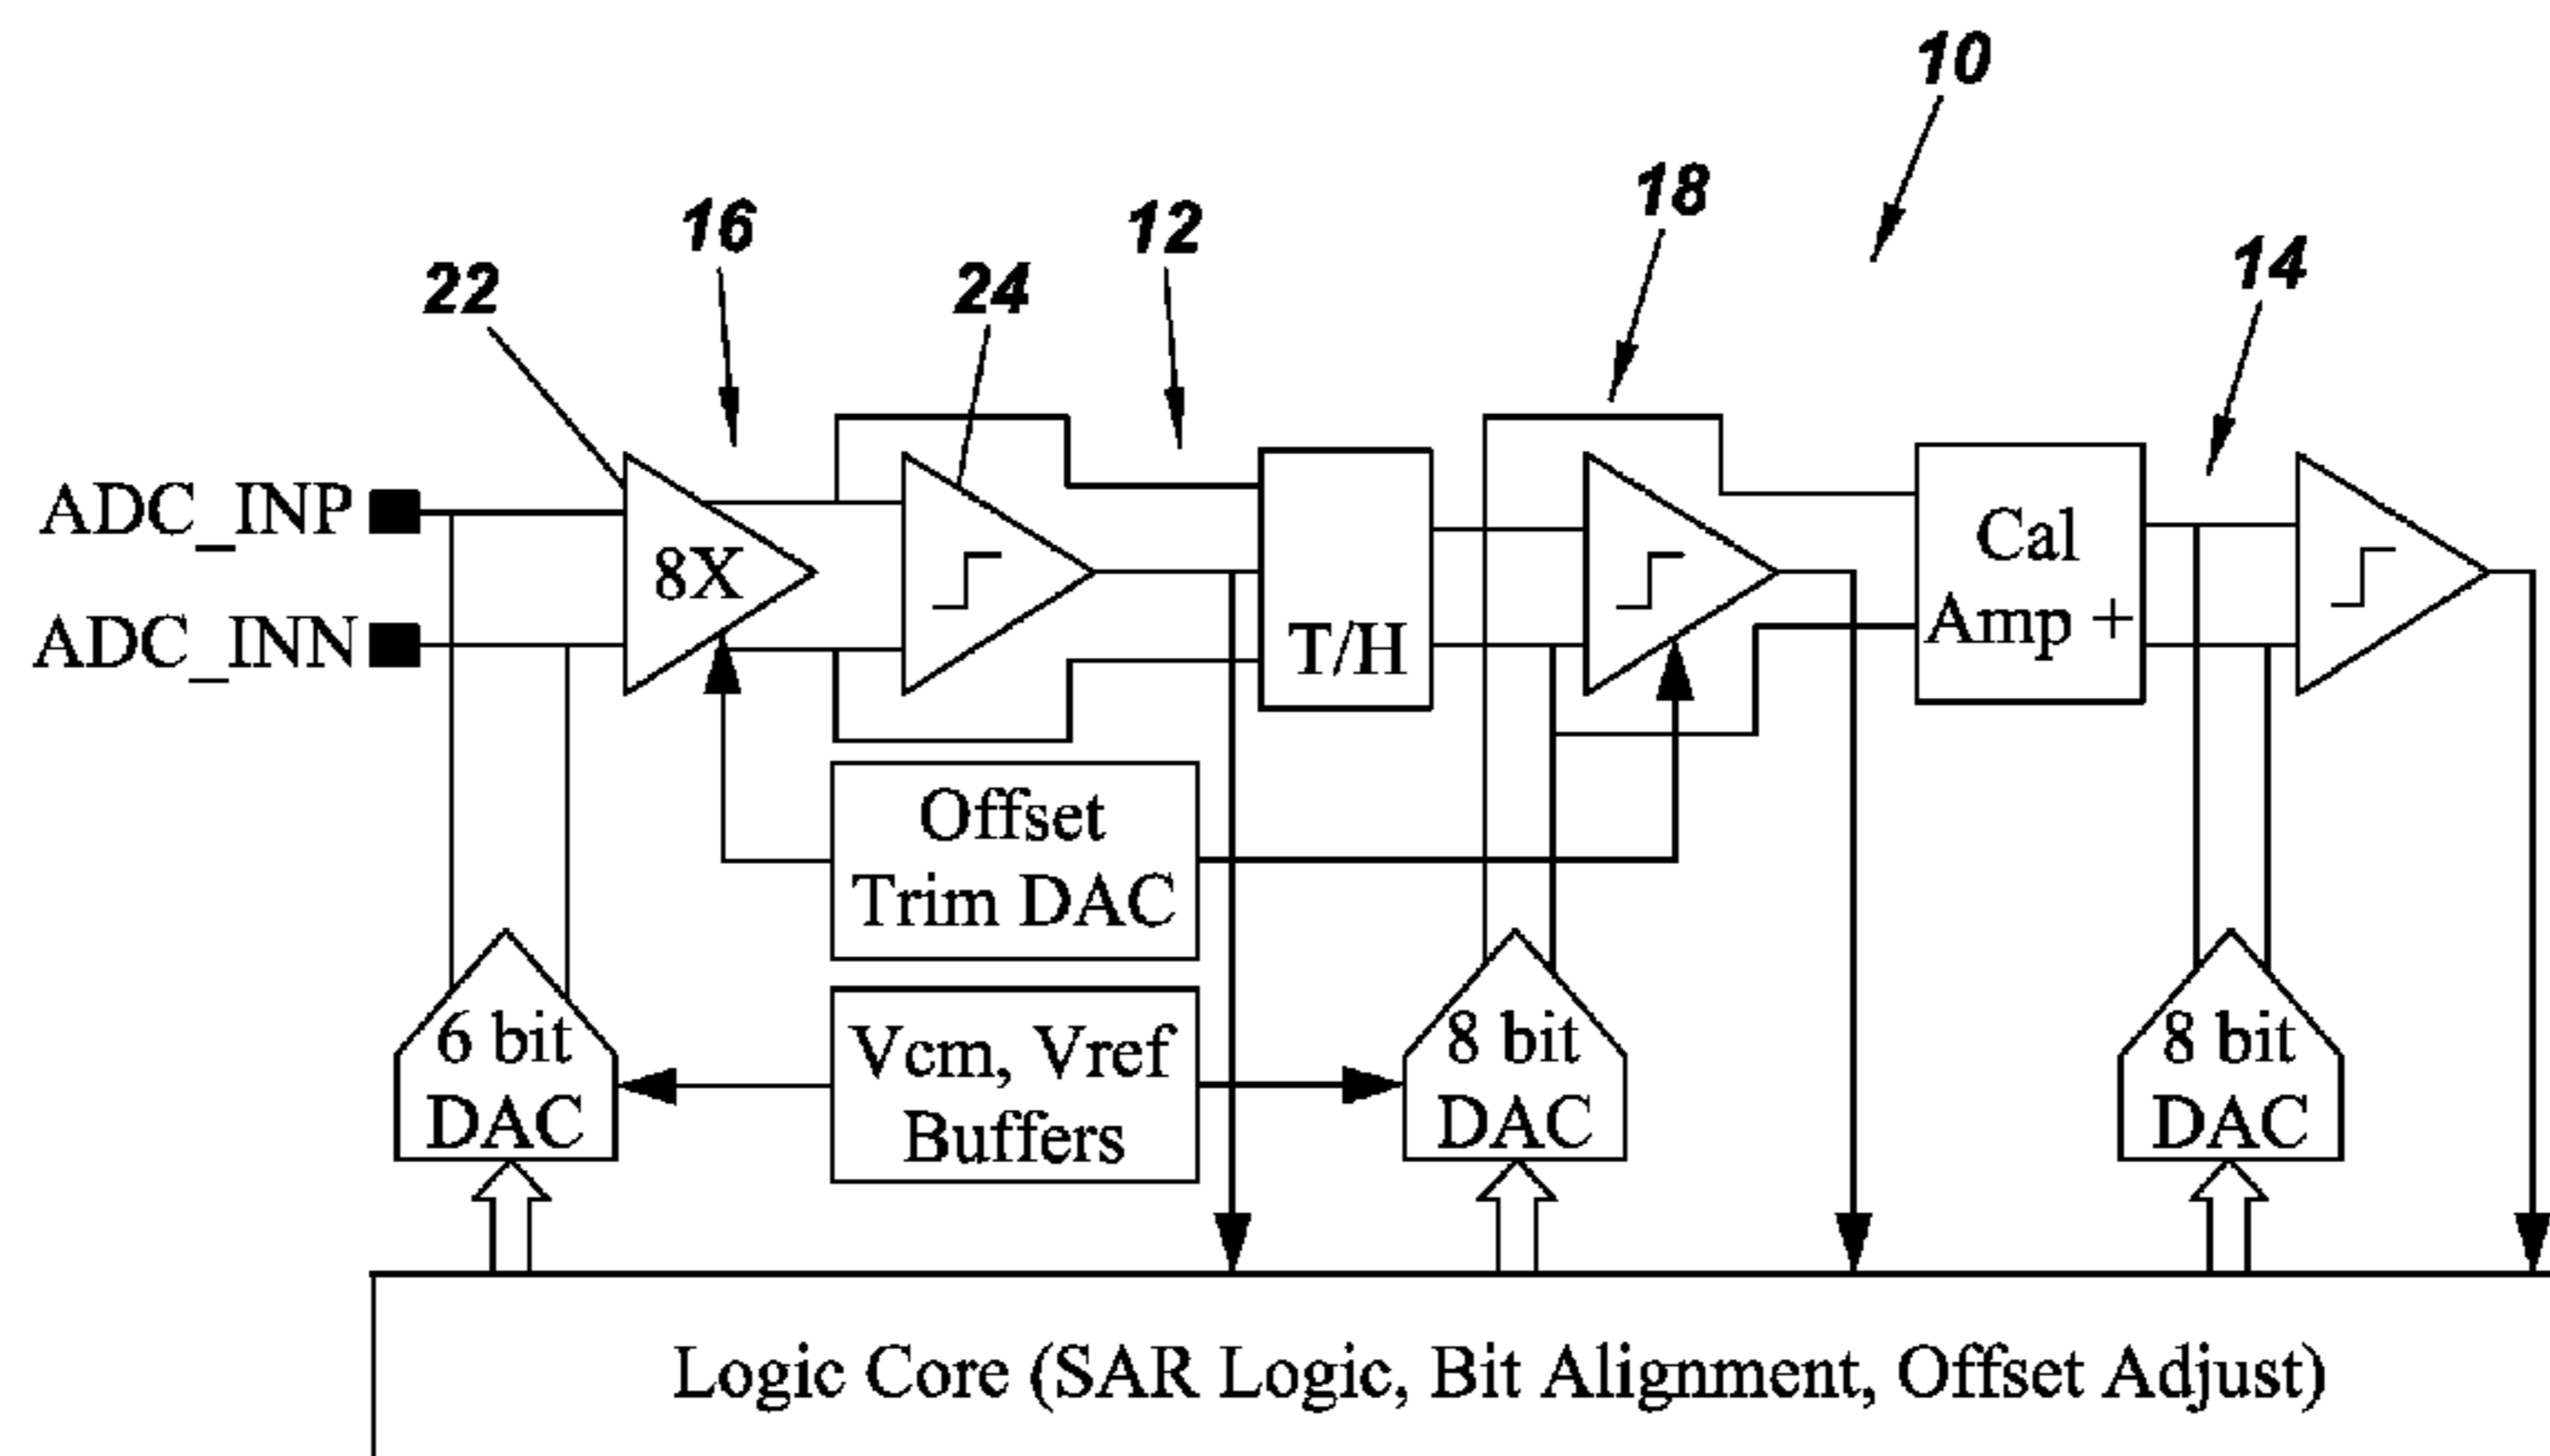 10
18
16
12
14
22
24
ADC_INP
8X
ADC_INN
T/H
Cal
Amp +
Offset
Trim DAC
6 bit
DAC
Vcm, Vref
Buffers
8 bit
DAC
8 bit
DAC
Logic Core (SAR Logic, Bit Alignment, Offset Adjust)